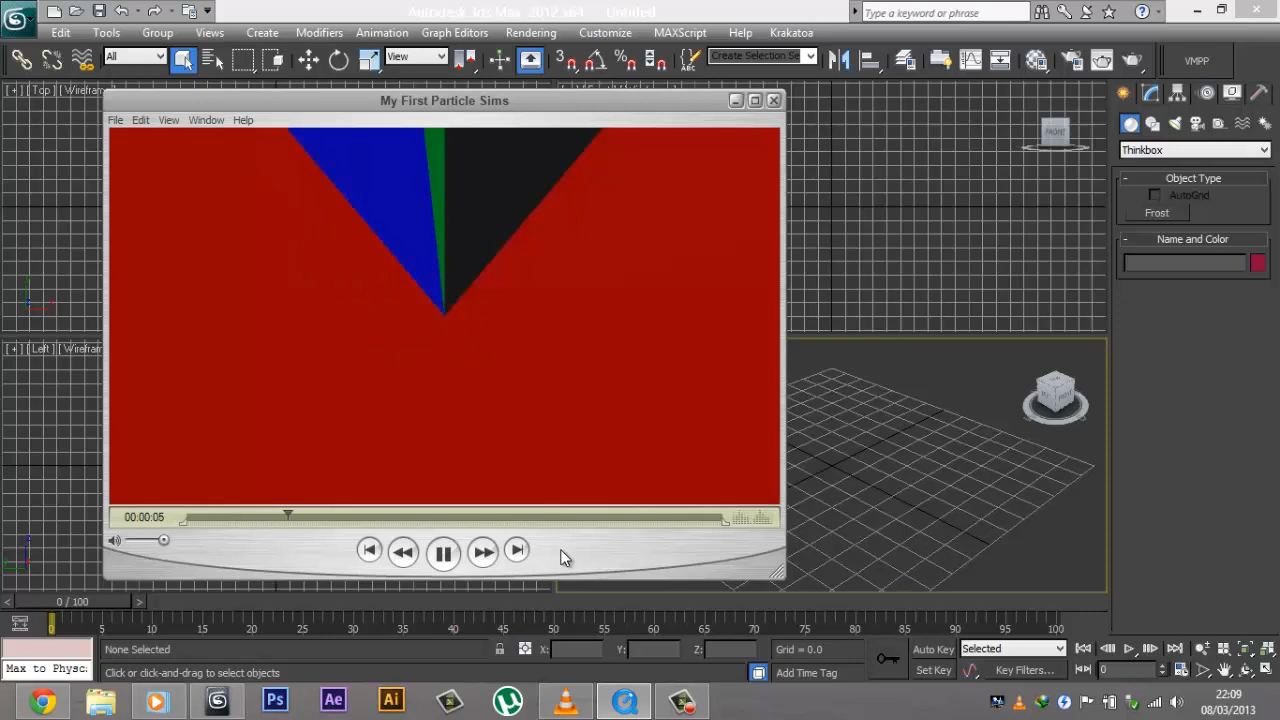 Autodesk 3ds Max 2012 x64 Untitled
Type a keyword or phrase
Edit Tools Group Views Create Modifiers Animation Graph Editors Rendering Customize MAXScript Help Krakatoa
All
View
3
Create Selection Se
VMPP
[ + ] [ Top ] [ Wirefram
My First Particle Sims
File Edit View Window Help
FRONT
Thinkbox
- Object Type
AutoGrid
Frost
- Name and Color
[ + ] [ Left ] [ Wirefram
00:00:05
< 0 / 100 >
0 5 10 15 20 25 30 35 40 45 50 55 60 65 70 75 80 85 90 95 100
None Selected X: Y: Z: Grid = 0.0 Auto Key Selected
Max to Physc Click or click-and-drag to select objects Add Time Tag Set Key Key Filters... 0
Ps Ae Ai
22:09
08/03/2013